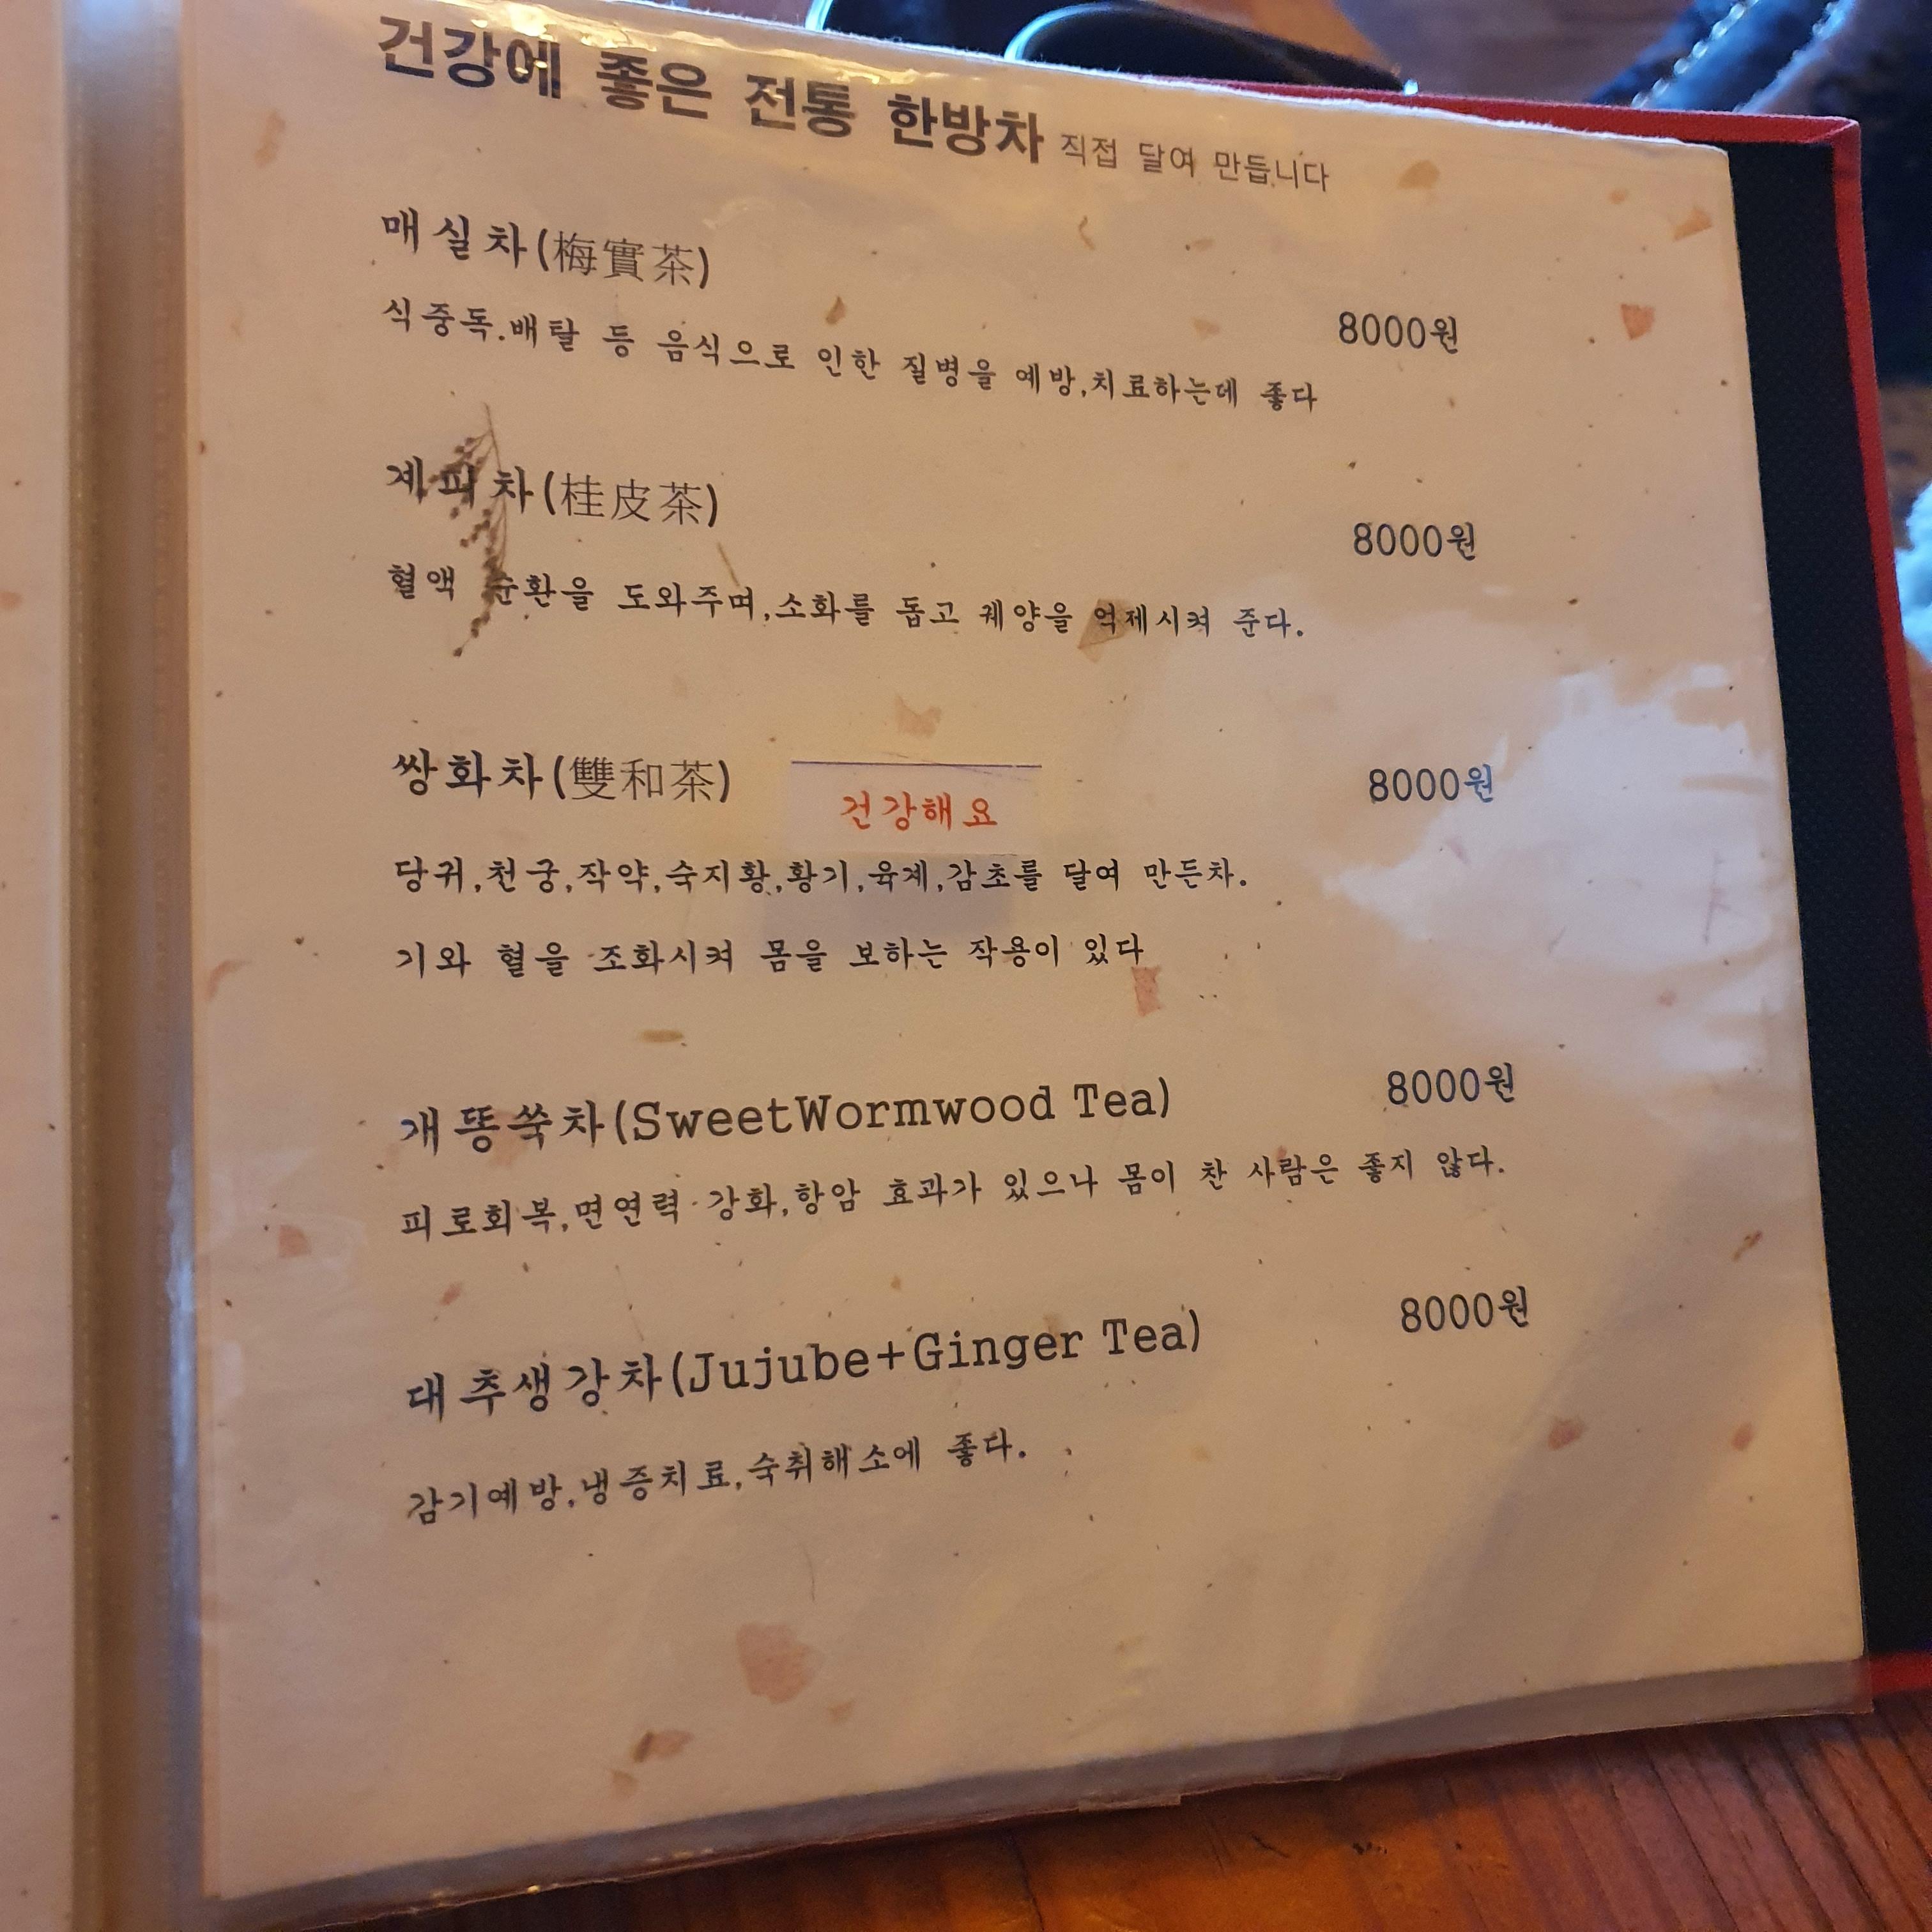 건강에 좋은 전통 한방차 직접 달여 만듭니다
매실차(梅實茶)
8000원
식중독.배탈 등 음식으로 인한 질병을 예방,치료하는데 좋다
계피차(桂皮茶)
8000원
혈액 순환을 도와주며,소화를 돕고 궤양을 억제시켜 준다.
쌍화차(雙和茶) 건강해요 8000원
당귀,천궁,작약,숙지황,황기,육계,감초를 달여 만든차.
기와 혈을 조화시켜 몸을 보하는 작용이 있다
개똥쑥차(SweetWormwood Tea) 8000원
피로회복,면연력 강화,항암 효과가 있으나 몸이 찬 사람은 좋지 않다.
대추생강차(Jujube+Ginger Tea) 8000원
감기예방,냉증치료,숙취해소에 좋다.